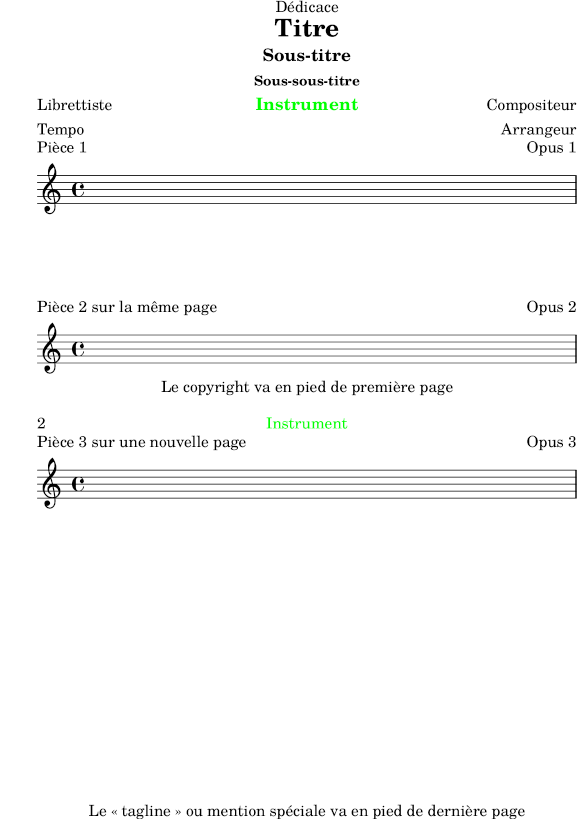 Dédicace
Titre
Sous-titre
Sous-sous-titre
Librettiste Instrument Compositeur
Tempo Arrangeur
Pièce 1 Opus 1
Pièce 2 sur la même page Opus 2
Le copyright va en pied de première page
2 Instrument
Pièce 3 sur une nouvelle page Opus 3
Le « tagline » ou mention spéciale va en pied de dernière page